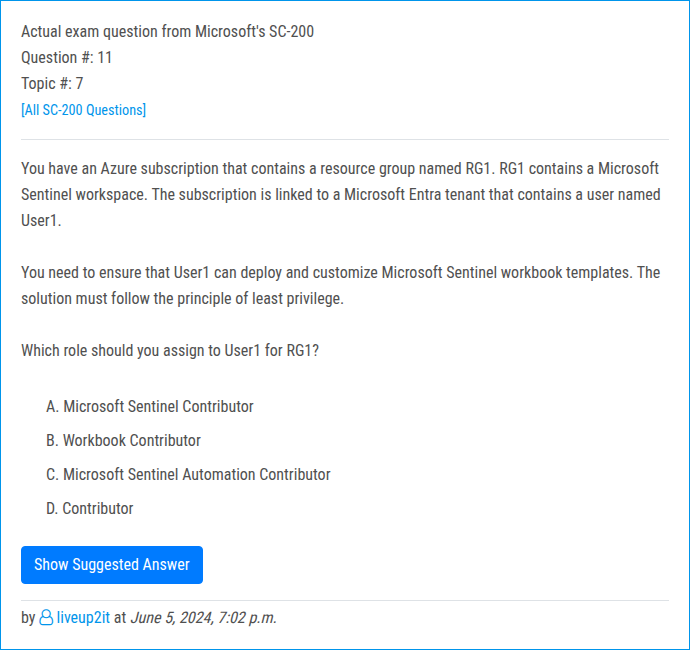 Actual exam question from Microsoft's SC-200
Question #: 11
Topic #: 7
[All SC-200 Questions]
You have an Azure subscription that contains a resource group named RG1. RG1 contains a Microsoft
Sentinel workspace. The subscription is linked to a Microsoft Entra tenant that contains a user named
User1.
You need to ensure that User1 can deploy and customize Microsoft Sentinel workbook templates. The
solution must follow the principle of least privilege.
Which role should you assign to User1 for RG1?
A. Microsoft Sentinel Contributor
B. Workbook Contributor
C. Microsoft Sentinel Automation Contributor
D. Contributor
Show Suggested Answer
by liveup2it at June 5, 2024, 7:02 p.m.